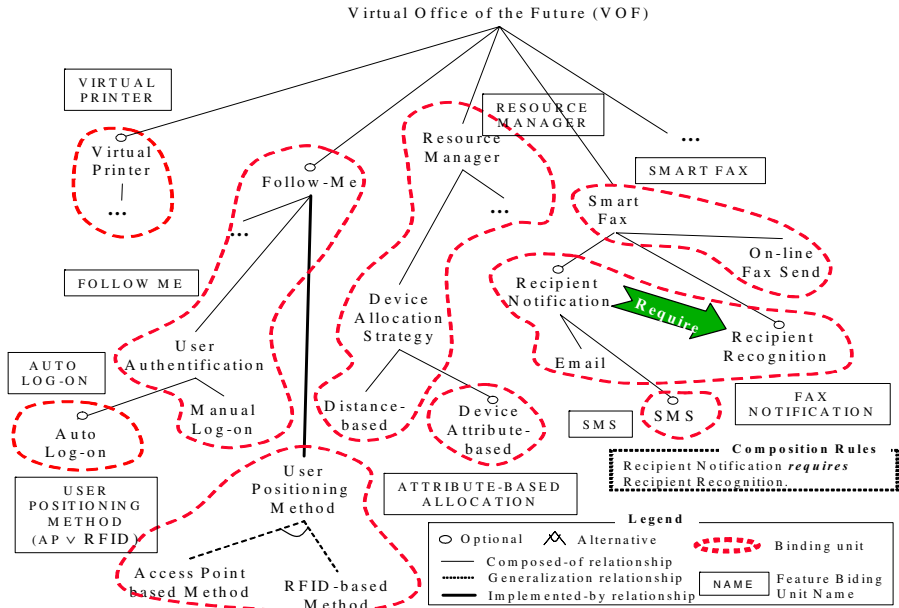 Virtual Office of the Future (VOF)
VIRTUAL
PRINTER
RESOURCE
MANAGER
Virtual
Printer
...
Follow-Me
...
Resource
Manager
...
...
SMART FAX
Smart
Fax
On-line
Fax Send
FOLLOW ME
Recipient
Notification
Require
Recipient
Recognition
Device
Allocation
Strategy
User
Authentification
Email
AUTO
LOG-ON
Auto
Log-on
Manual
Log-on
Distance-
based
Device
Attribute-
based
SMS
SMS
FAX
NOTIFICATION
Composition Rules
Recipient Notification requires
Recipient Recognition.
USER
POSITIONING
METHOD
(AP ∨ RFID)
User
Positioning
Method
ATTRIBUTE-BASED
ALLOCATION
Access Point
based Method
RFID-based
Method
Legend
Optional
Alternative
Binding unit
Composed-of relationship
Generalization relationship
Implemented-by relationship
NAME
Feature Biding
Unit Name